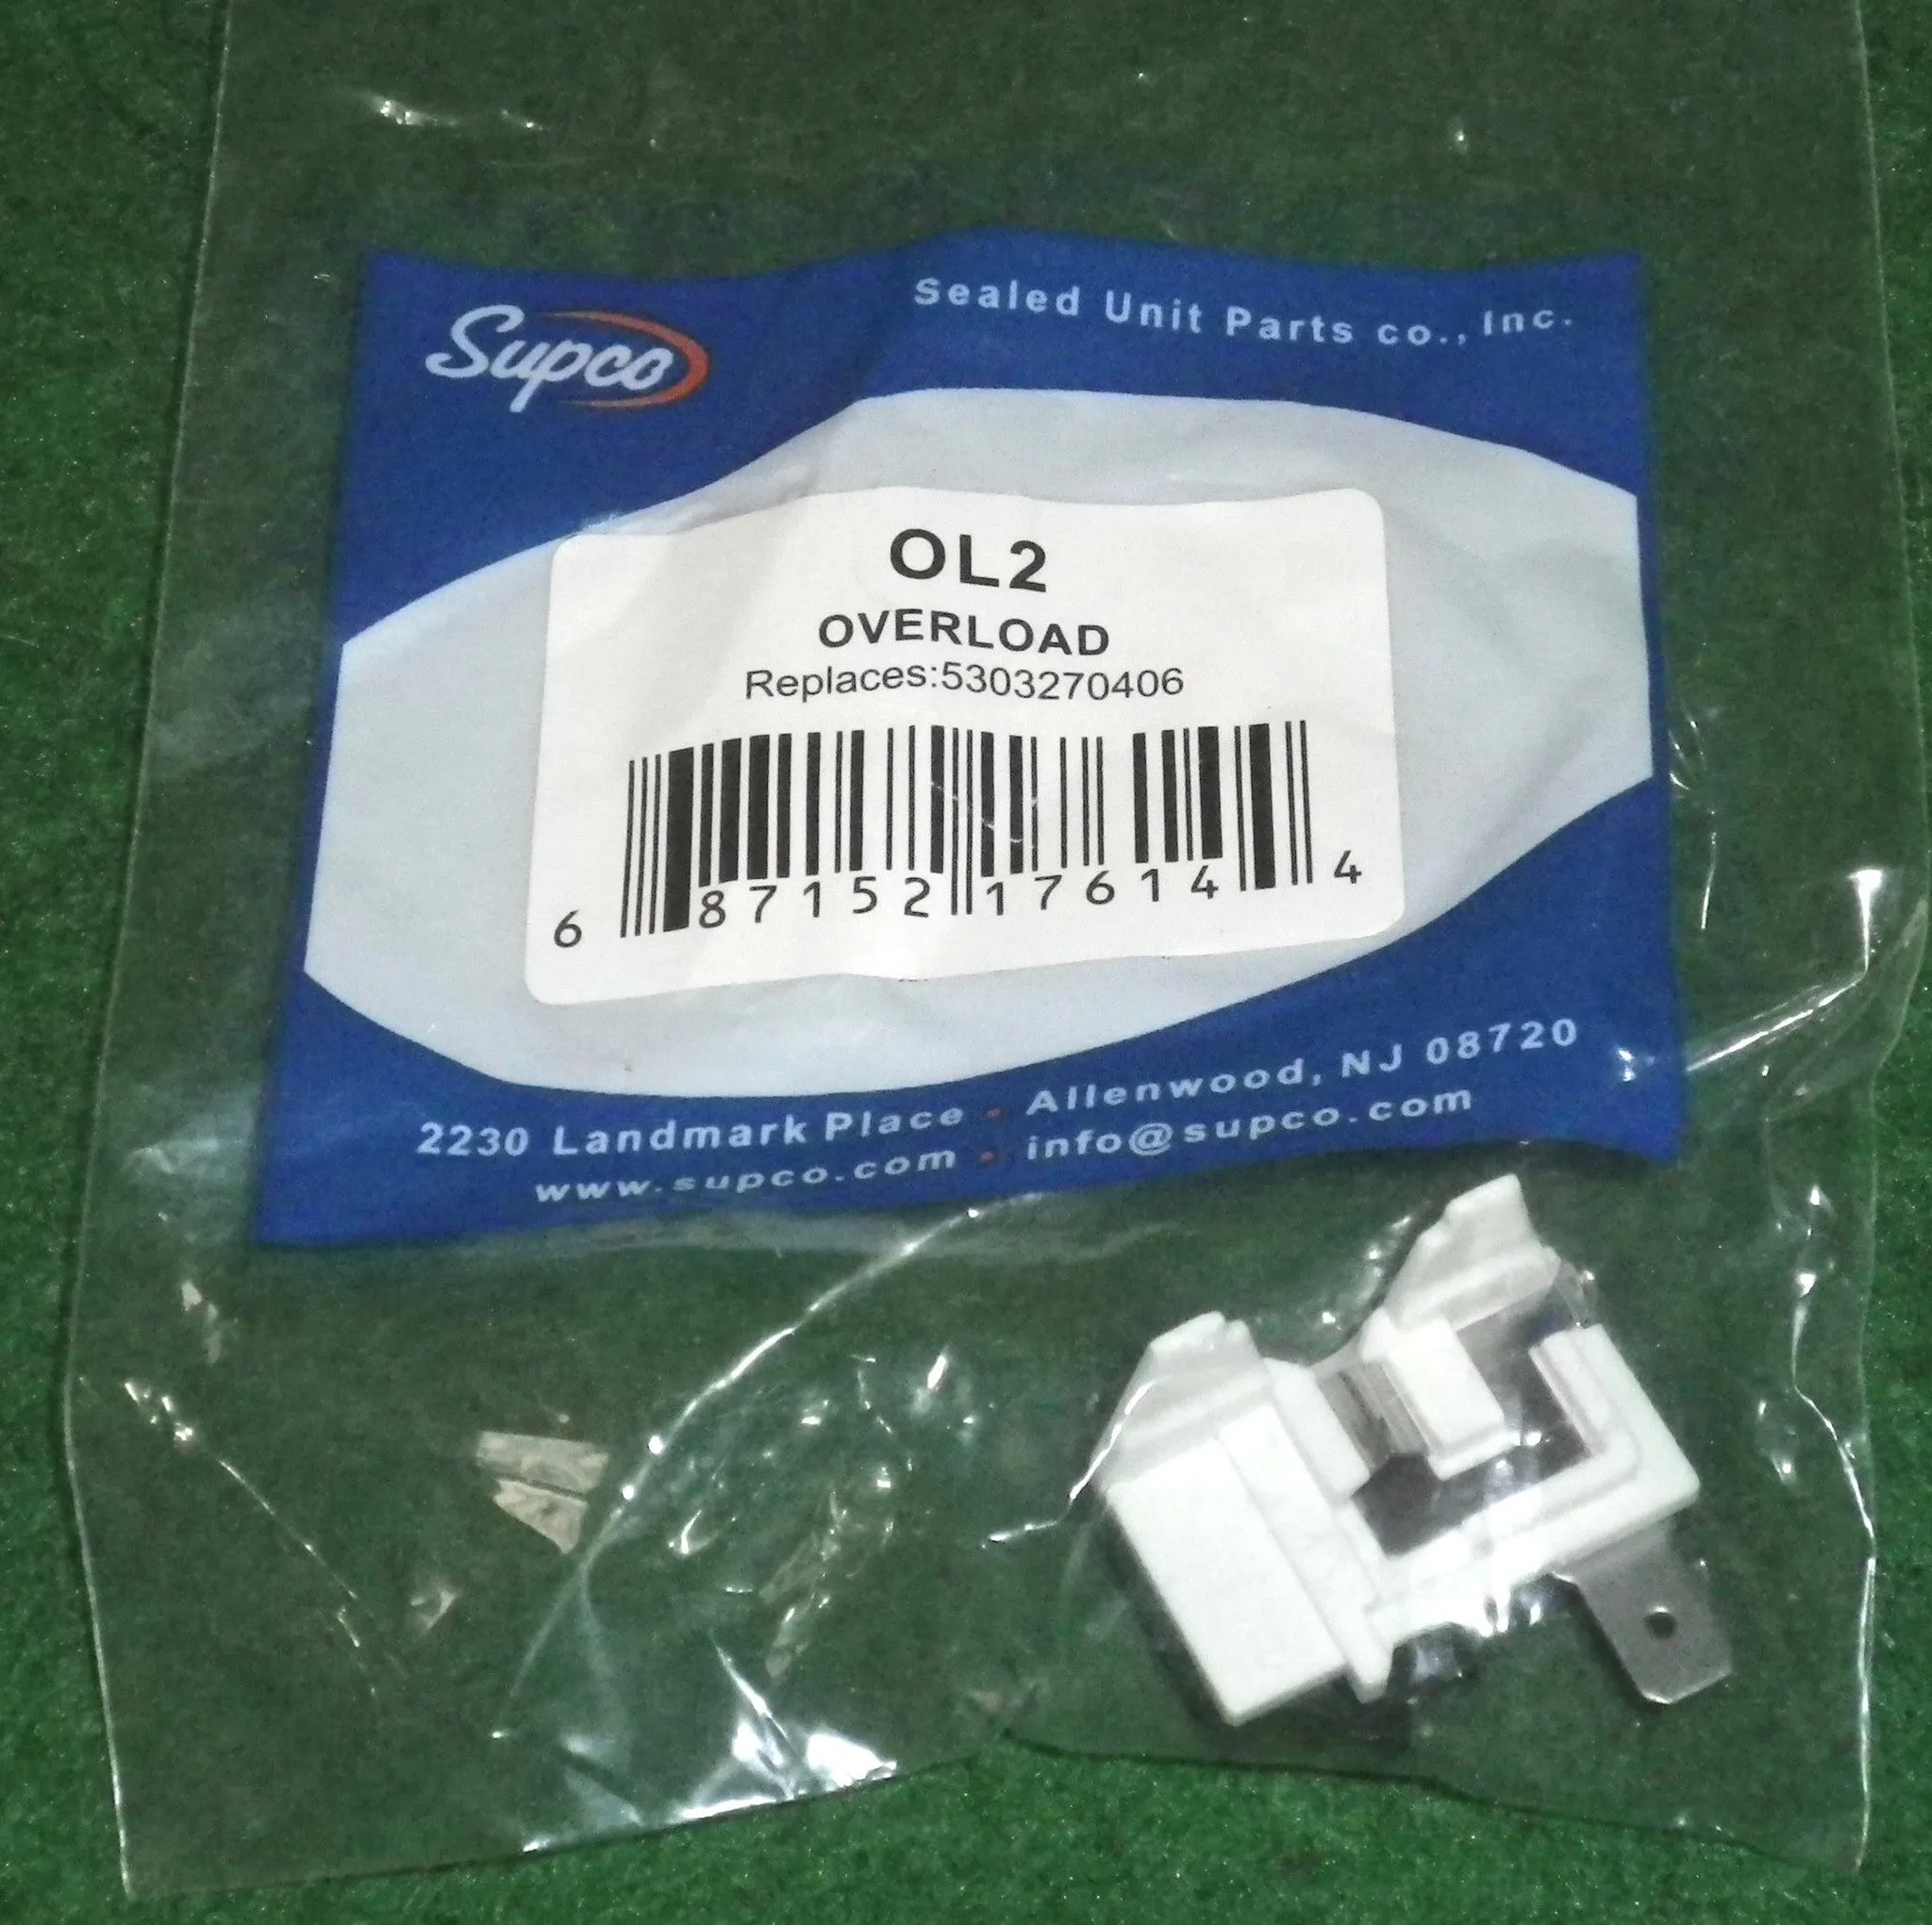 Supco
Sealed Unit Parts co., Inc.
OL2
OVERLOAD
Replaces:5303270406
6 87152 17614 4
2230 Landmark Place • Allenwood, NJ 08720
www.supco.com • info@supco.com